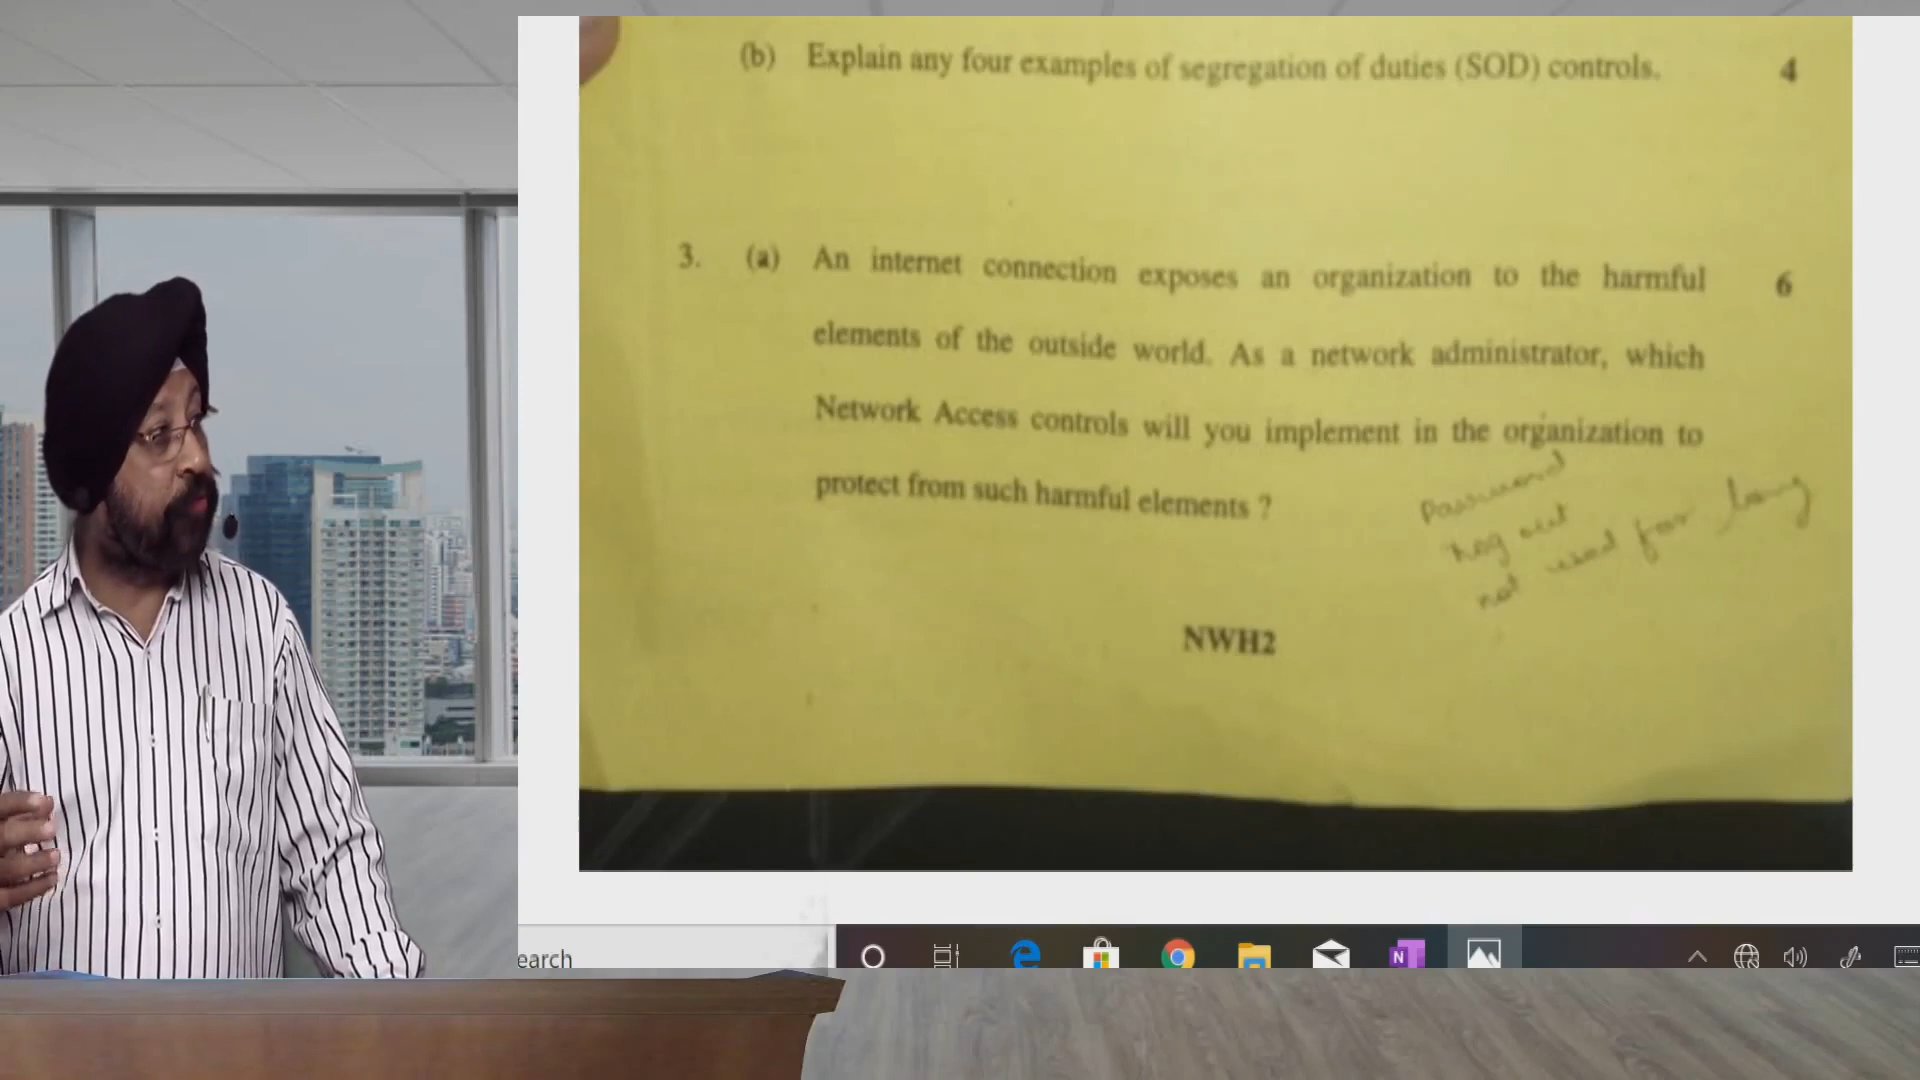 (b) Explain any four examples of segregation of duties (SOD) controls. 4
3. (a) An internet connection exposes an organization to the harmful 6
elements of the outside world. As a network administrator, which
Network Access controls will you implement in the organization to
protect from such harmful elements ?
Password
Log out
not used for long
NWH2
earch